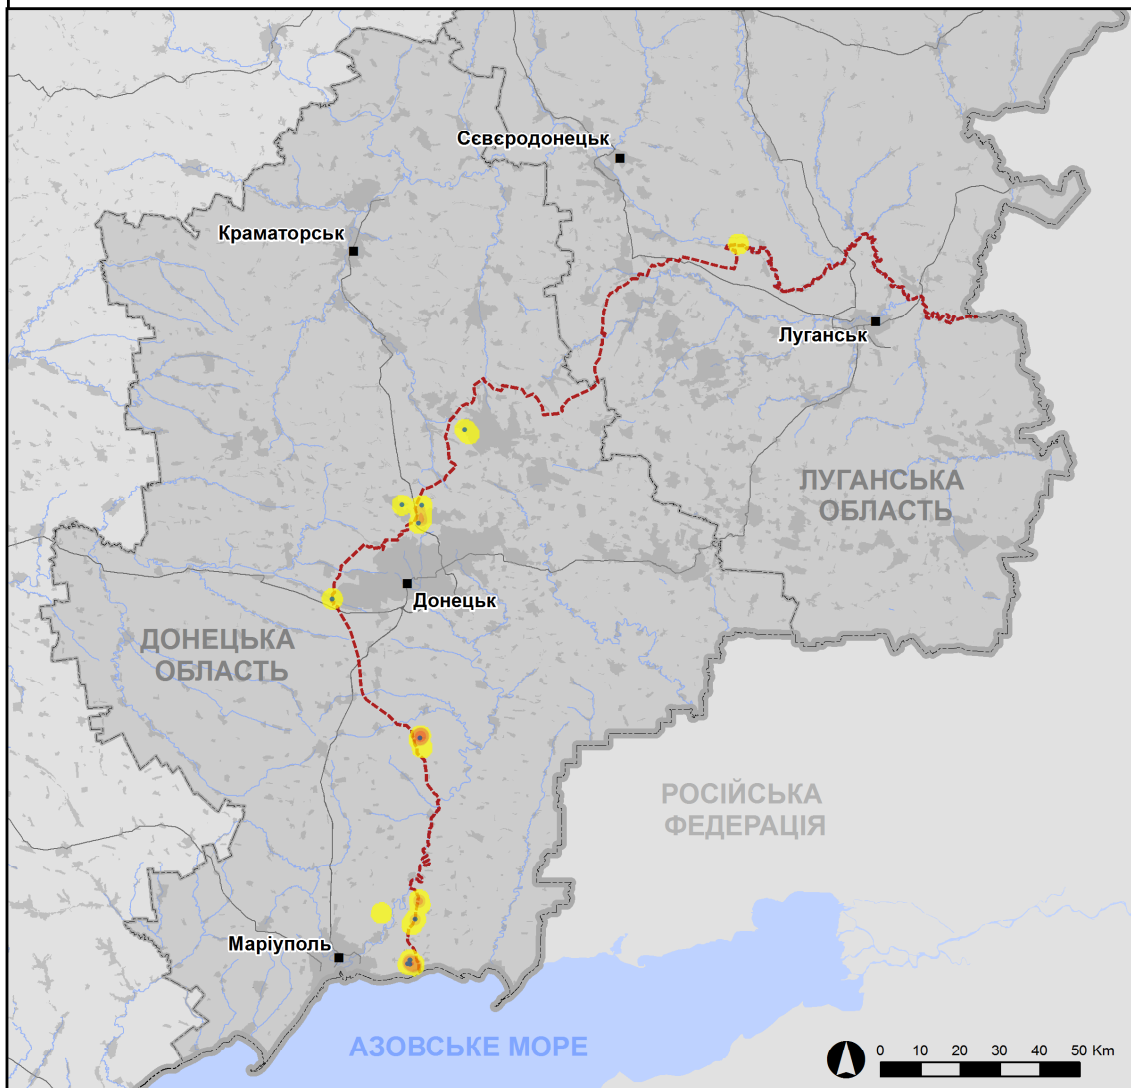 Сєвєродонецьк
Краматорськ
Луганськ
ЛУГАНСЬКА
ОБЛАСТЬ
Донецьк
ДОНЕЦЬКА
ОБЛАСТЬ
РОСІЙСЬКА
ФЕДЕРАЦІЯ
Маріуполь
АЗОВСЬКЕ МОРЕ
0 10 20 30 40 50 Km